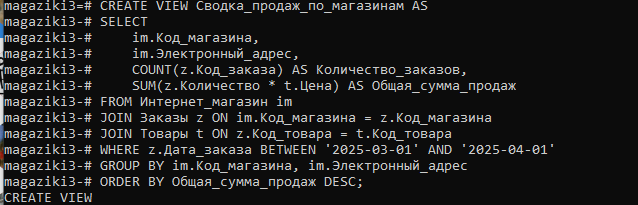 magaziki3=# CREATE VIEW Сводка_продаж_по_магазинам AS
magaziki3-# SELECT
magaziki3-#     im.Код_магазина,
magaziki3-#     im.Электронный_адрес,
magaziki3-#     COUNT(z.Код_заказа) AS Количество_заказов,
magaziki3-#     SUM(z.Количество * t.Цена) AS Общая_сумма_продаж
magaziki3-# FROM Интернет_магазин im
magaziki3-# JOIN Заказы z ON im.Код_магазина = z.Код_магазина
magaziki3-# JOIN Товары t ON z.Код_товара = t.Код_товара
magaziki3-# WHERE z.Дата_заказа BETWEEN '2025-03-01' AND '2025-04-01'
magaziki3-# GROUP BY im.Код_магазина, im.Электронный_адрес
magaziki3-# ORDER BY Общая_сумма_продаж DESC;
CREATE VIEW